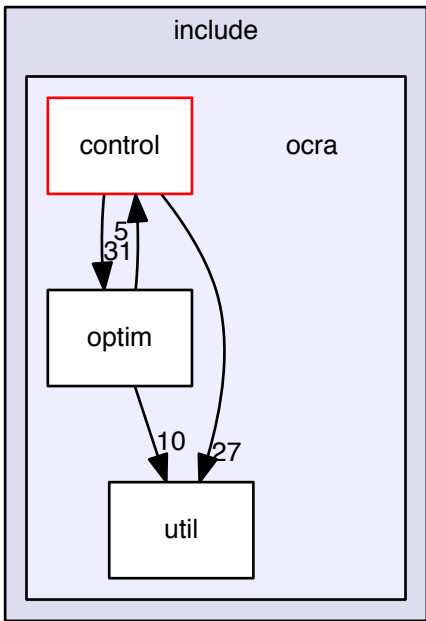 include
control
ocra
5
31
optim
10
27
util